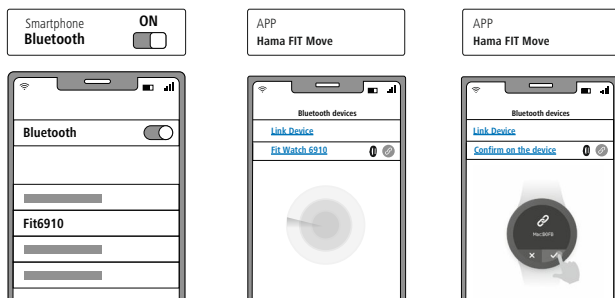 Smartphone
Bluetooth
ON
APP
Hama FIT Move
APP
Hama FIT Move
Bluetooth
Fit6910
Bluetooth devices
Link Device
Fit Watch 6910
Bluetooth devices
Link Device
Confirm on the device